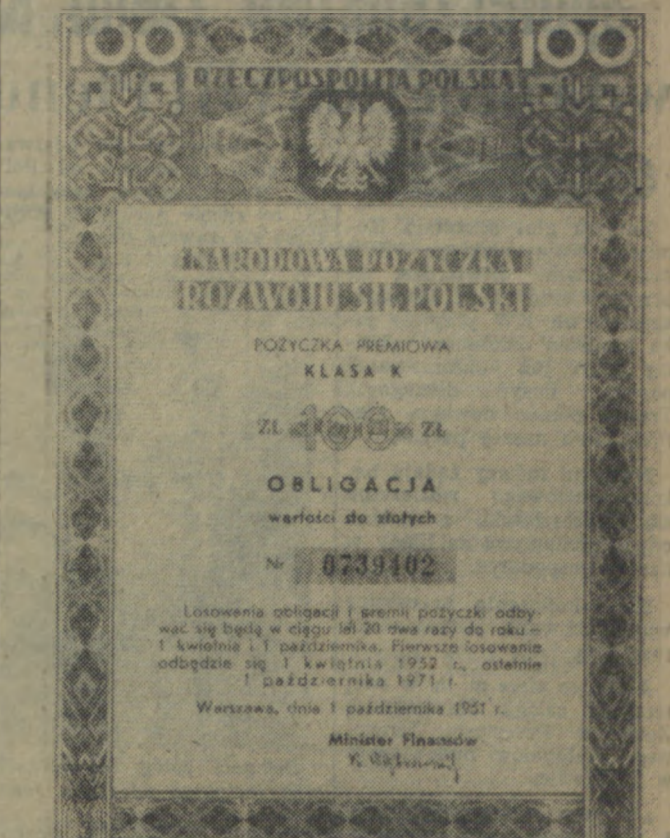 100 100
RZECZPOSPOLITA POLSKA
NARODOWA POŻYCZKA
ROZWOJU SIŁ POLSKI
POŻYCZKA PREMIOWA
KLASA K
ZŁ 100 ZŁ
OBLIGACJA
wartości sto złotych
Nr 0739402
Losowania obligacji i premii pożyczki odby-
wać się będą w ciągu lat 20 dwa razy do roku –
1 kwietnia i 1 października. Pierwsze losowanie
odbędzie się 1 kwietnia 1952 r., ostatnie
1 października 1971 r.
Warszawa, dnia 1 października 1951 r.
Minister Finansów